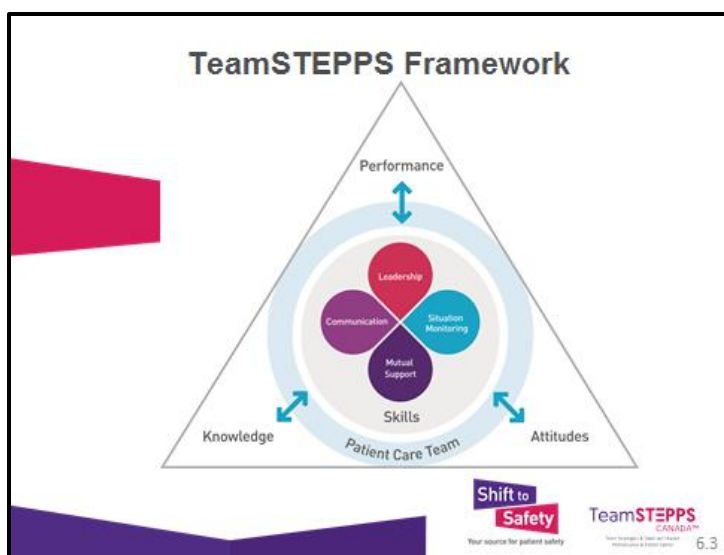 TeamSTEPPS Framework
Performance
Leadership
Communication
Situation
Monitoring
Mutual
Support
Skills
Knowledge
Attitudes
Patient Care Team
Shift to
Safety
Your source for patient safety
TeamSTEPPS
CANADA™
6.3